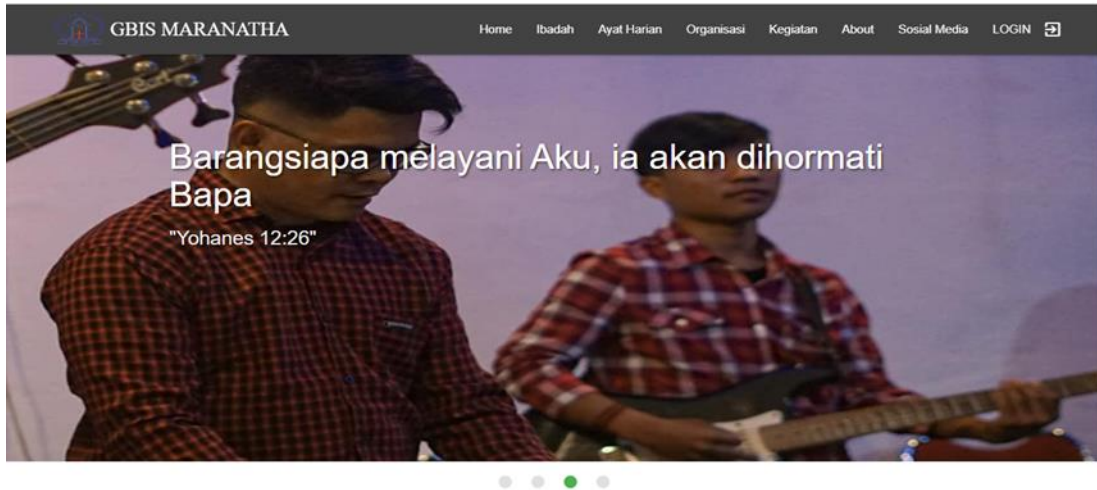 GBIS MARANATHA
Home Ibadah Ayat Harian Organisasi Kegiatan About Sosial Media LOGIN
Barangsiapa melayani Aku, ia akan dihormati
Bapa
"Yohanes 12:26"